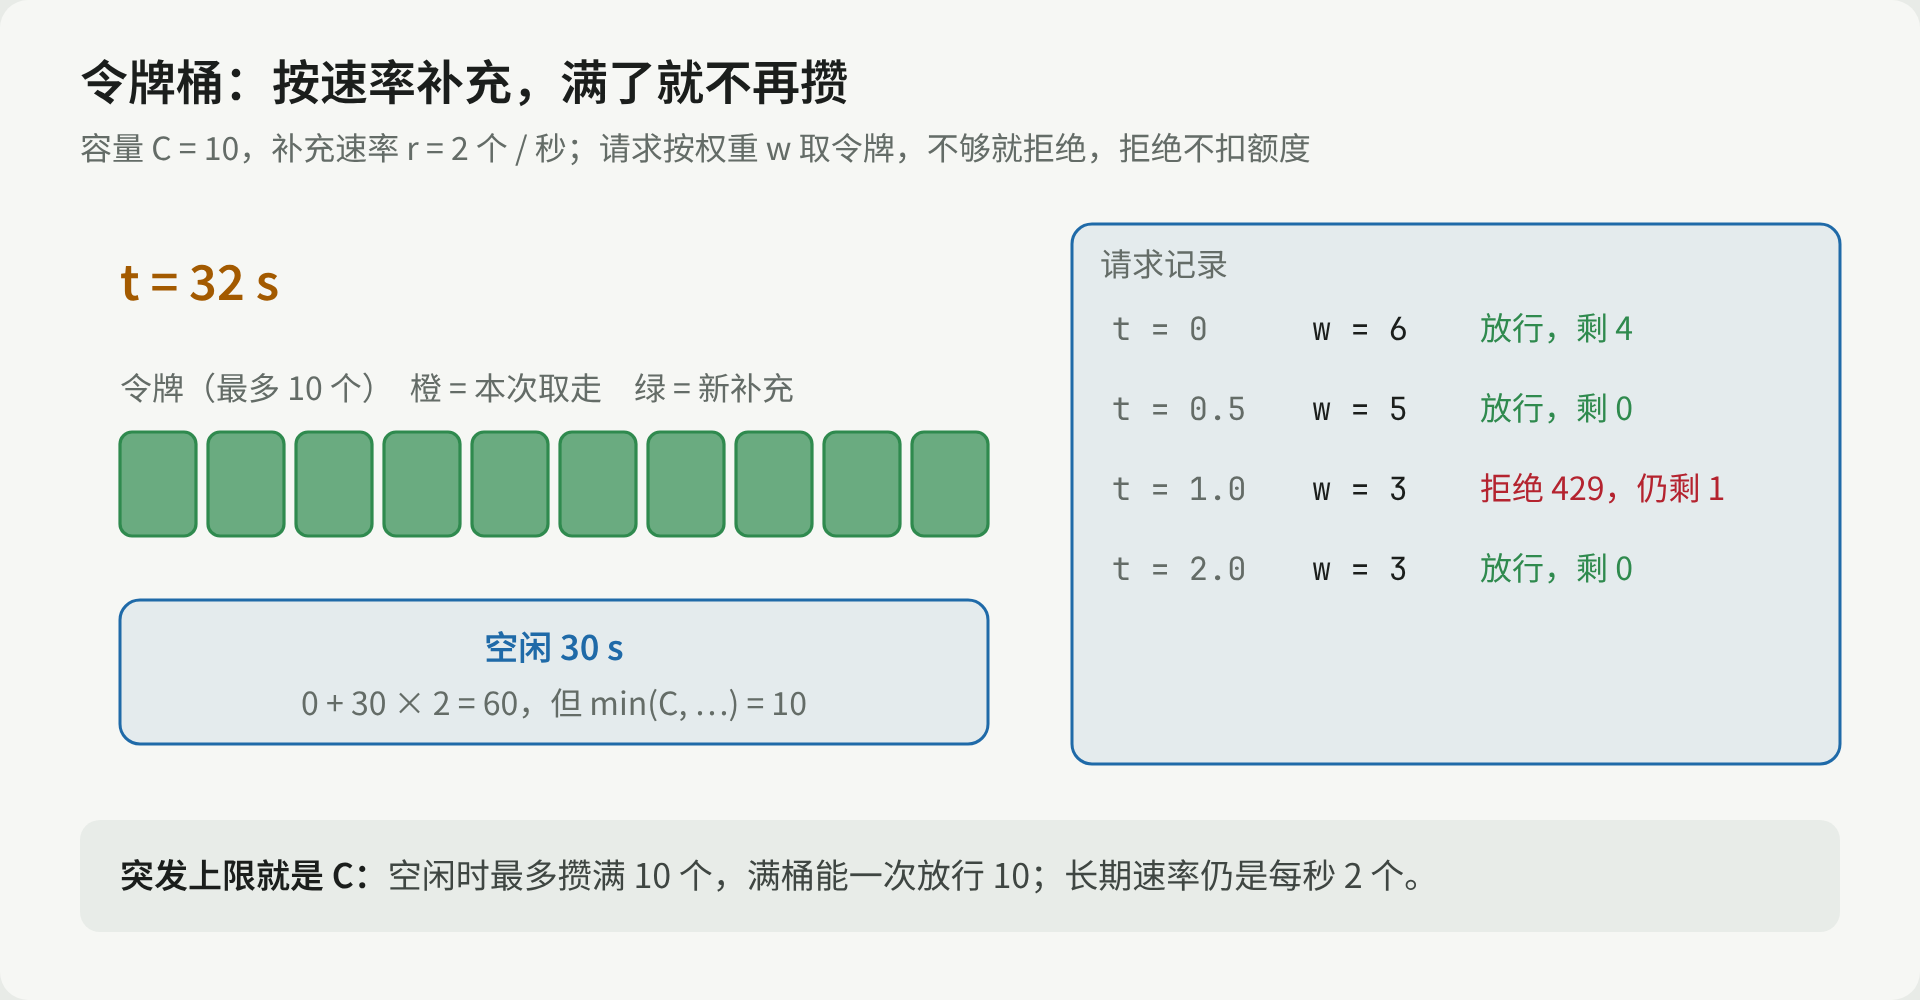 令牌桶：按速率补充，满了就不再攒
容量 C = 10，补充速率 r = 2 个 / 秒；请求按权重 w 取令牌，不够就拒绝，拒绝不扣额度
t = 32 s
令牌（最多 10 个） 橙 = 本次取走 绿 = 新补充
空闲 30 s
0 + 30 × 2 = 60，但 min(C, …) = 10
请求记录
t = 0 w = 6 放行，剩 4
t = 0.5 w = 5 放行，剩 0
t = 1.0 w = 3 拒绝 429，仍剩 1
t = 2.0 w = 3 放行，剩 0
突发上限就是 C：空闲时最多攒满 10 个，满桶能一次放行 10；长期速率仍是每秒 2 个。